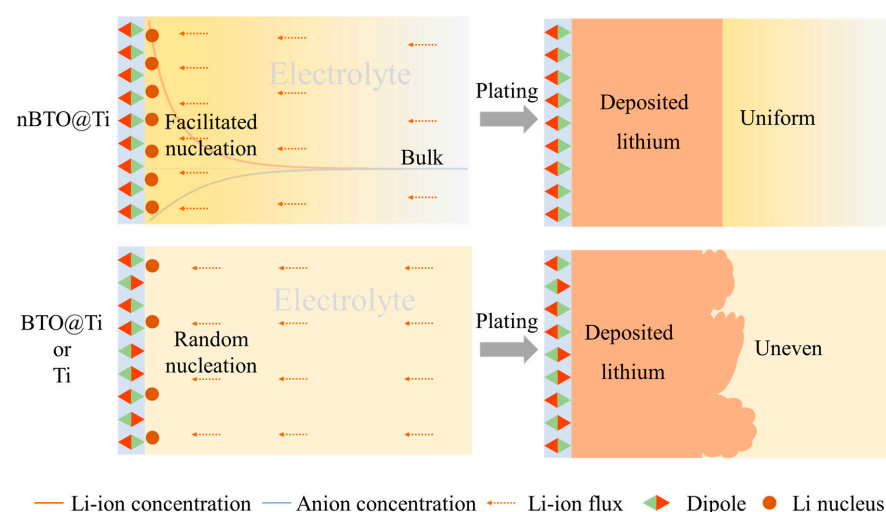 Electrolyte
nBTO@Ti
Facilitated
nucleation
Bulk
Plating
Deposited
lithium
Uniform
Electrolyte
BTO@Ti
or
Ti
Random
nucleation
Plating
Deposited
lithium
Uneven
Li-ion concentration Anion concentration Li-ion flux Dipole Li nucleus